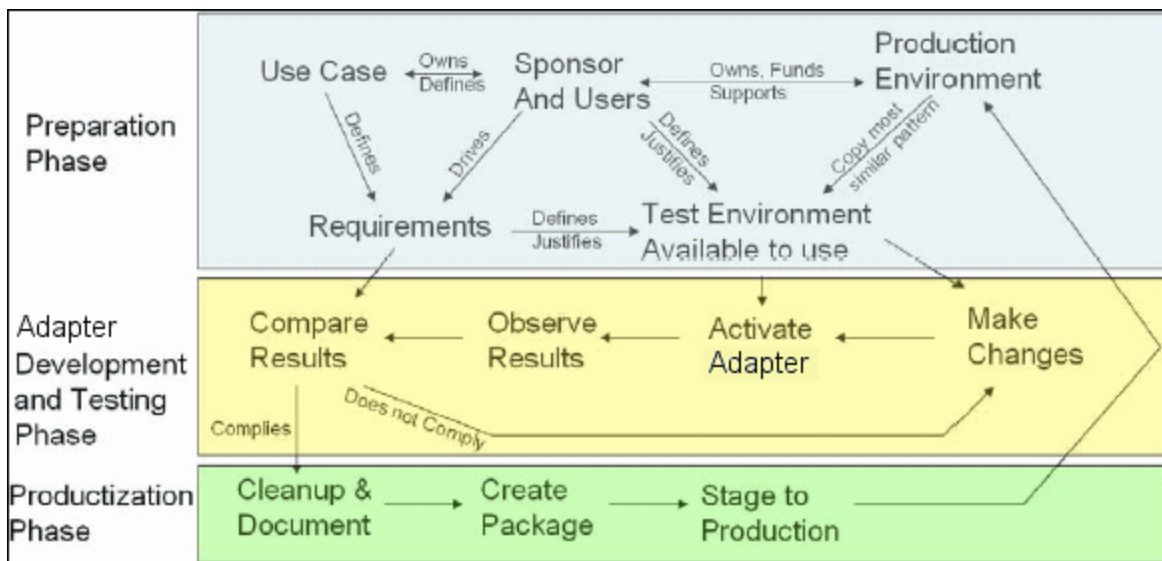 Preparation
Phase
Use Case
Owns
Defines
Sponsor
And Users
Owns, Funds
Supports
Production
Environment
Defines
Drives
Defines
Justifies
Copy most
similar pattern
Requirements
Defines
Justifies
Test Environment
Available to use
Adapter
Development
and Testing
Phase
Compare
Results
Observe
Results
Activate
Adapter
Make
Changes
Complies
Does not Comply
Productization
Phase
Cleanup &
Document
Create
Package
Stage to
Production